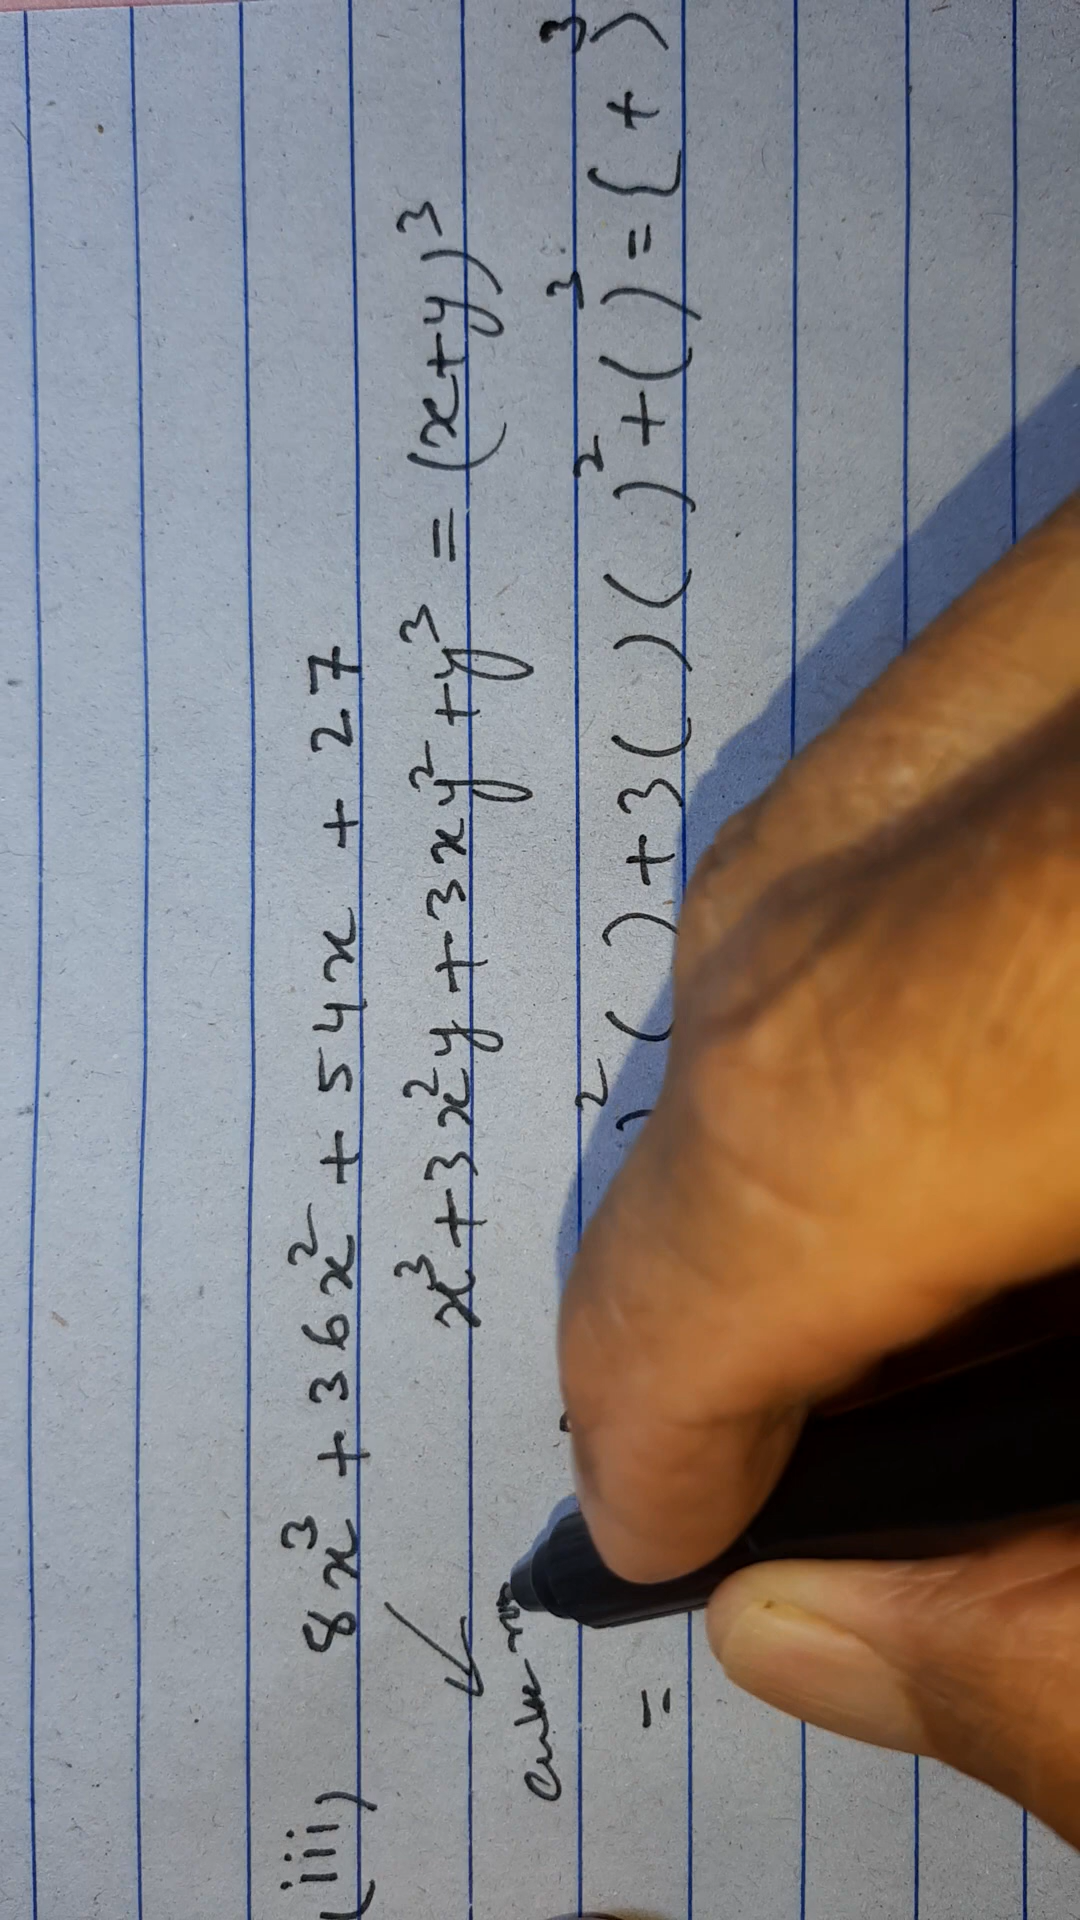 (iii) 8x³ + 36x² + 54x + 27
x³ + 3x²y + 3xy² + y³ = (x+y)³
= )² ( ) + 3 ( ) ( )² + ( )³ = { + }³